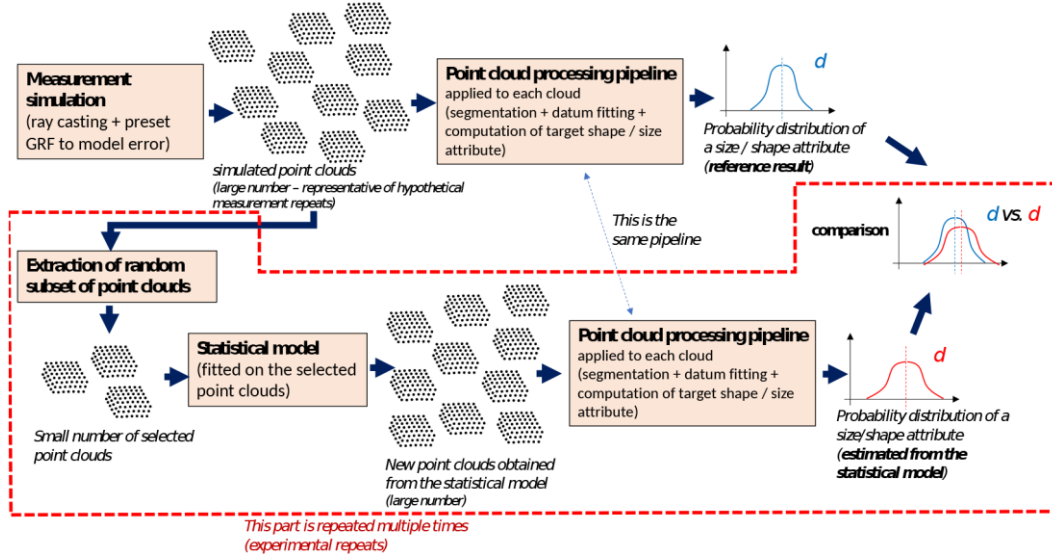 Measurement
simulation
(ray casting + preset
GRF to model error)
simulated point clouds
(large number – representative of hypothetical
measurement repeats)
Point cloud processing pipeline
applied to each cloud
(segmentation + datum fitting +
computation of target shape / size
attribute)
d
Probability distribution of
a size / shape attribute
(reference result)
This is the
same pipeline
comparison
d vs. d
Extraction of random
subset of point clouds
Small number of selected
point clouds
Statistical model
(fitted on the selected
point clouds)
New point clouds obtained
from the statistical model
(large number)
Point cloud processing pipeline
applied to each cloud
(segmentation + datum fitting +
computation of target shape / size
attribute)
d
Probability distribution of a
size/shape attribute
(estimated from the
statistical model)
This part is repeated multiple times
(experimental repeats)